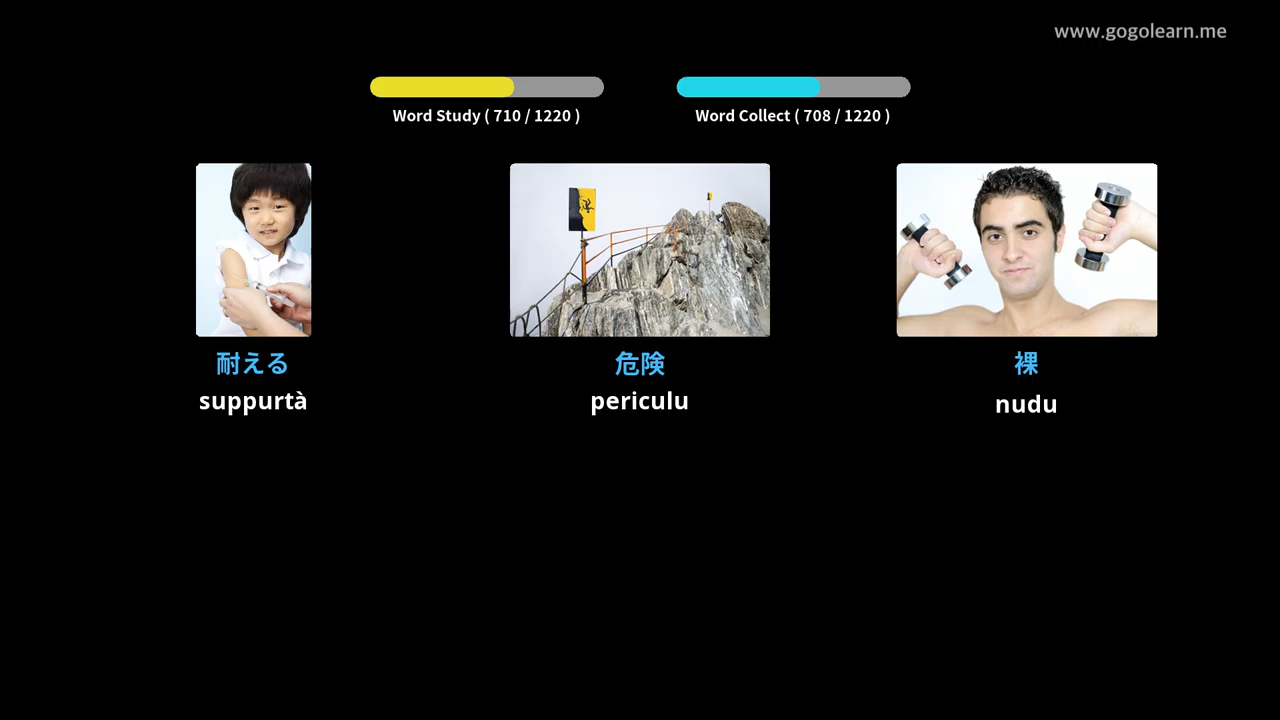 www.gogolearn.me
Word Study ( 710 / 1220 )
Word Collect ( 708 / 1220 )
耐える
危険
裸
suppurtà
periculu
nudu